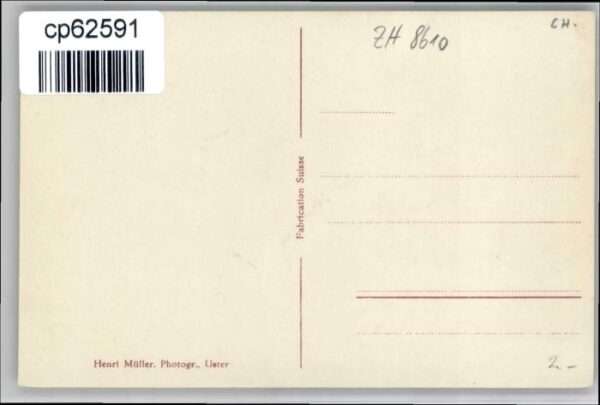 cp62591
ZH 8610
CH.
Fabrication Suisse
Henri Müller, Photogr., Uster
2.-